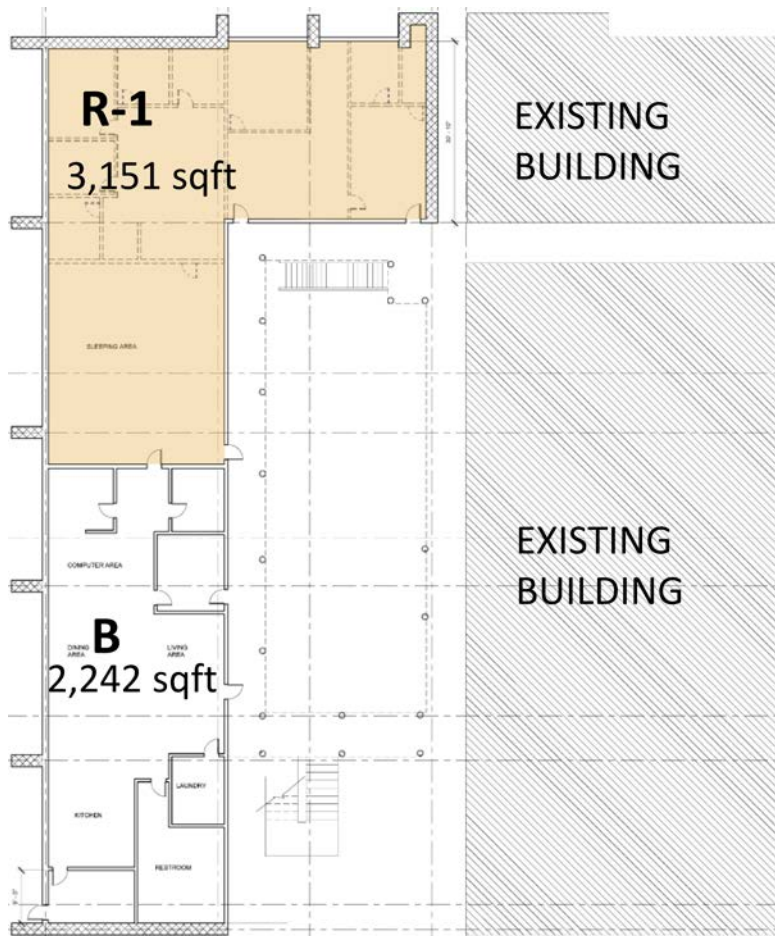 R-1
3,151 sqft
EXISTING
BUILDING
SLEEPING AREA
COMPUTER AREA
EXISTING
BUILDING
B
DINING
AREA
LIVING
AREA
2,242 sqft
LAUNDRY
KITCHEN
RESTROOM